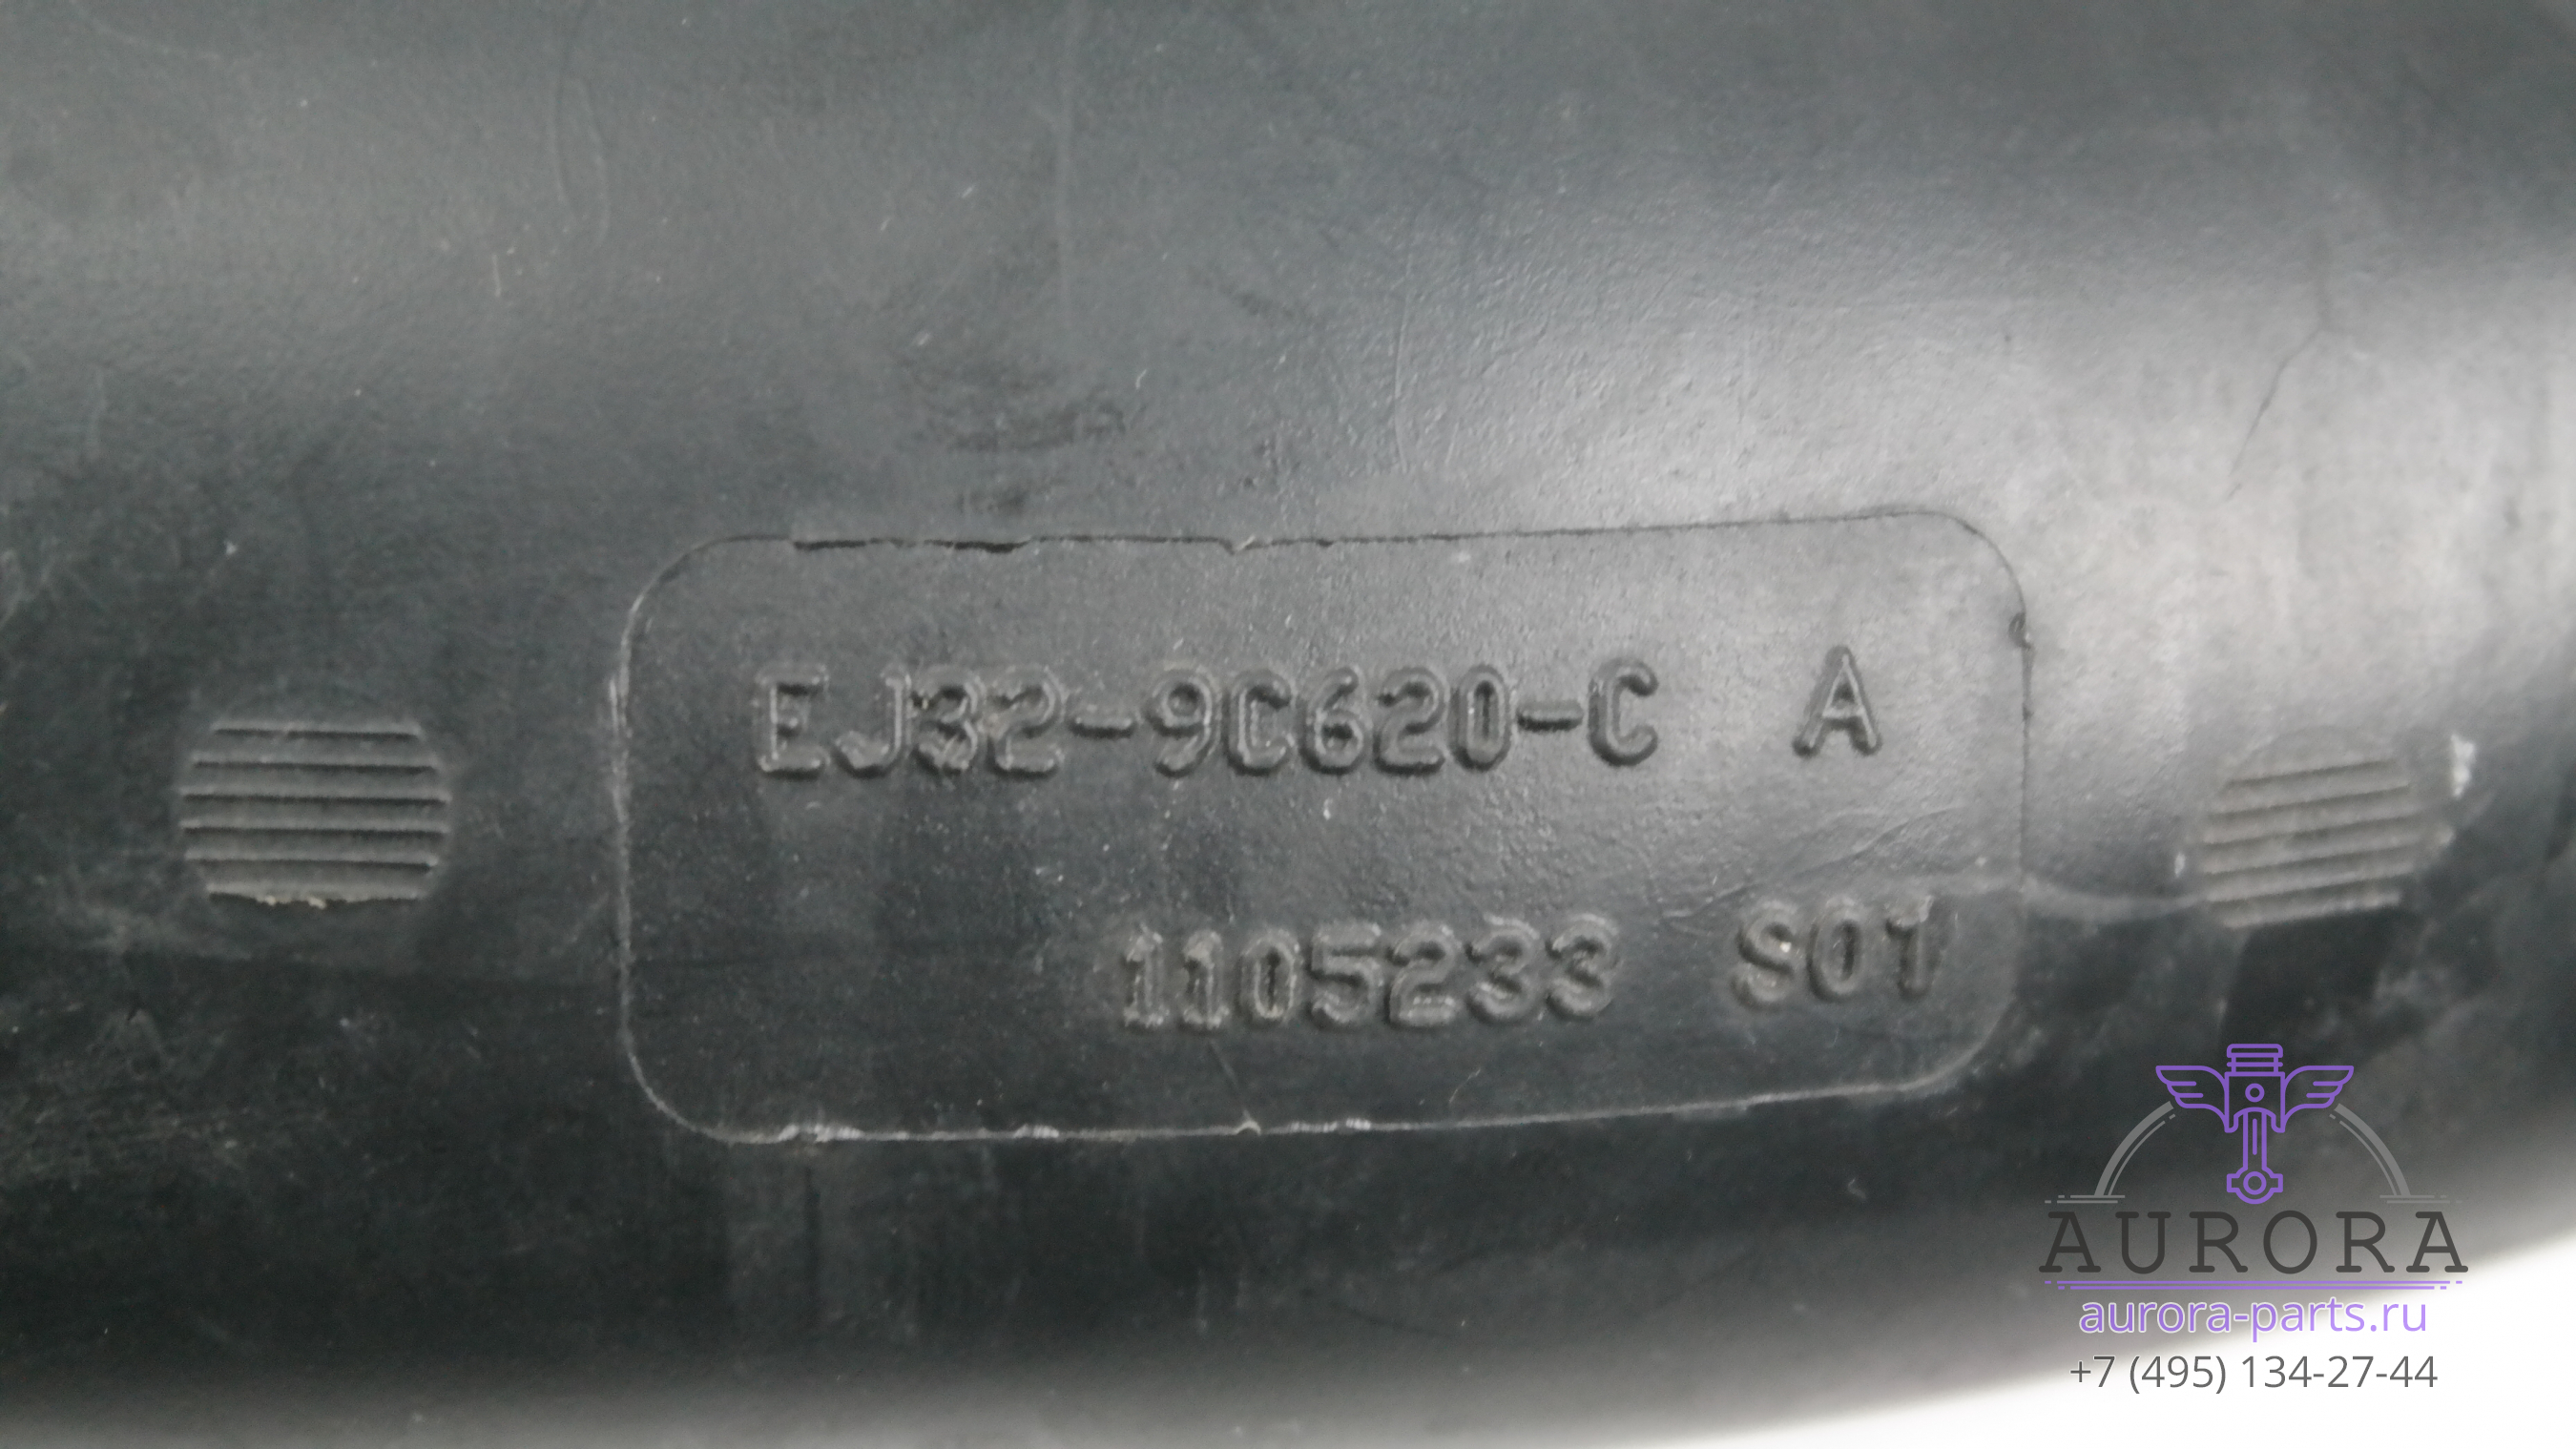 EJ32-9C620-C A
1105233 S01
AURORA
aurora-parts.ru
+7 (495) 134-27-44